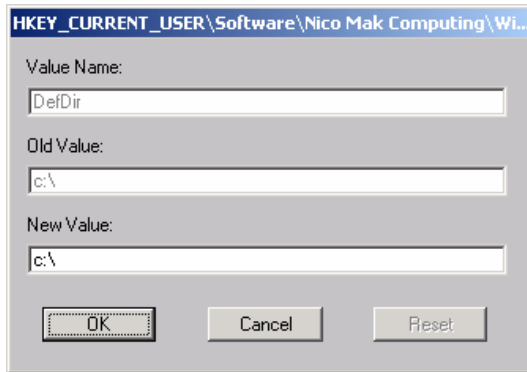 HKEY_CURRENT_USER\Software\Nico Mak Computing\Wi...
Value Name:
DefDir
Old Value:
c:\
New Value:
c:\
OK Cancel Reset